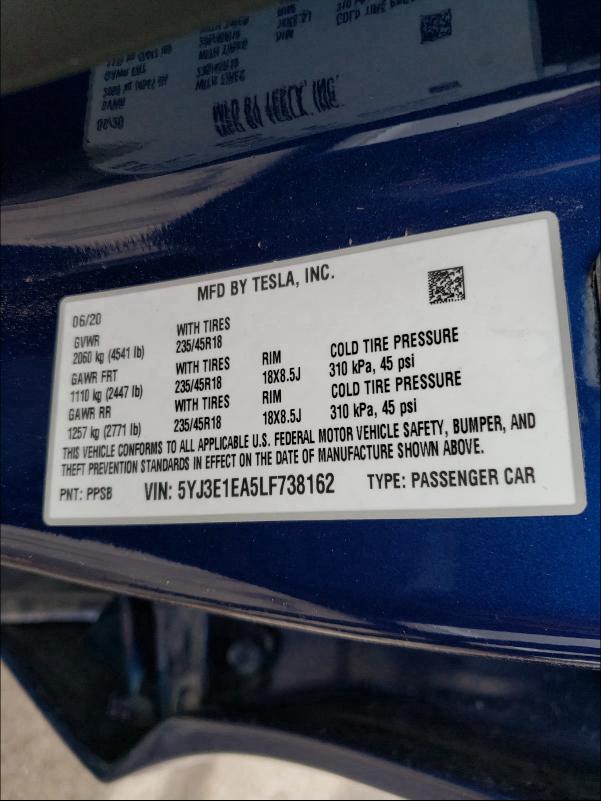 MFD BY TESLA, INC.
06/20
GVWR WITH TIRES
2060 kg (4541 lb) 235/45R18 RIM COLD TIRE PRESSURE
GAWR FRT WITH TIRES 18X8.5J 310 kPa, 45 psi
1110 kg (2447 lb) 235/45R18 RIM COLD TIRE PRESSURE
GAWR RR WITH TIRES 18X8.5J 310 kPa, 45 psi
1257 kg (2771 lb) 235/45R18
THIS VEHICLE CONFORMS TO ALL APPLICABLE U.S. FEDERAL MOTOR VEHICLE SAFETY, BUMPER, AND
THEFT PREVENTION STANDARDS IN EFFECT ON THE DATE OF MANUFACTURE SHOWN ABOVE.
PNT: PPSB VIN: 5YJ3E1EA5LF738162 TYPE: PASSENGER CAR